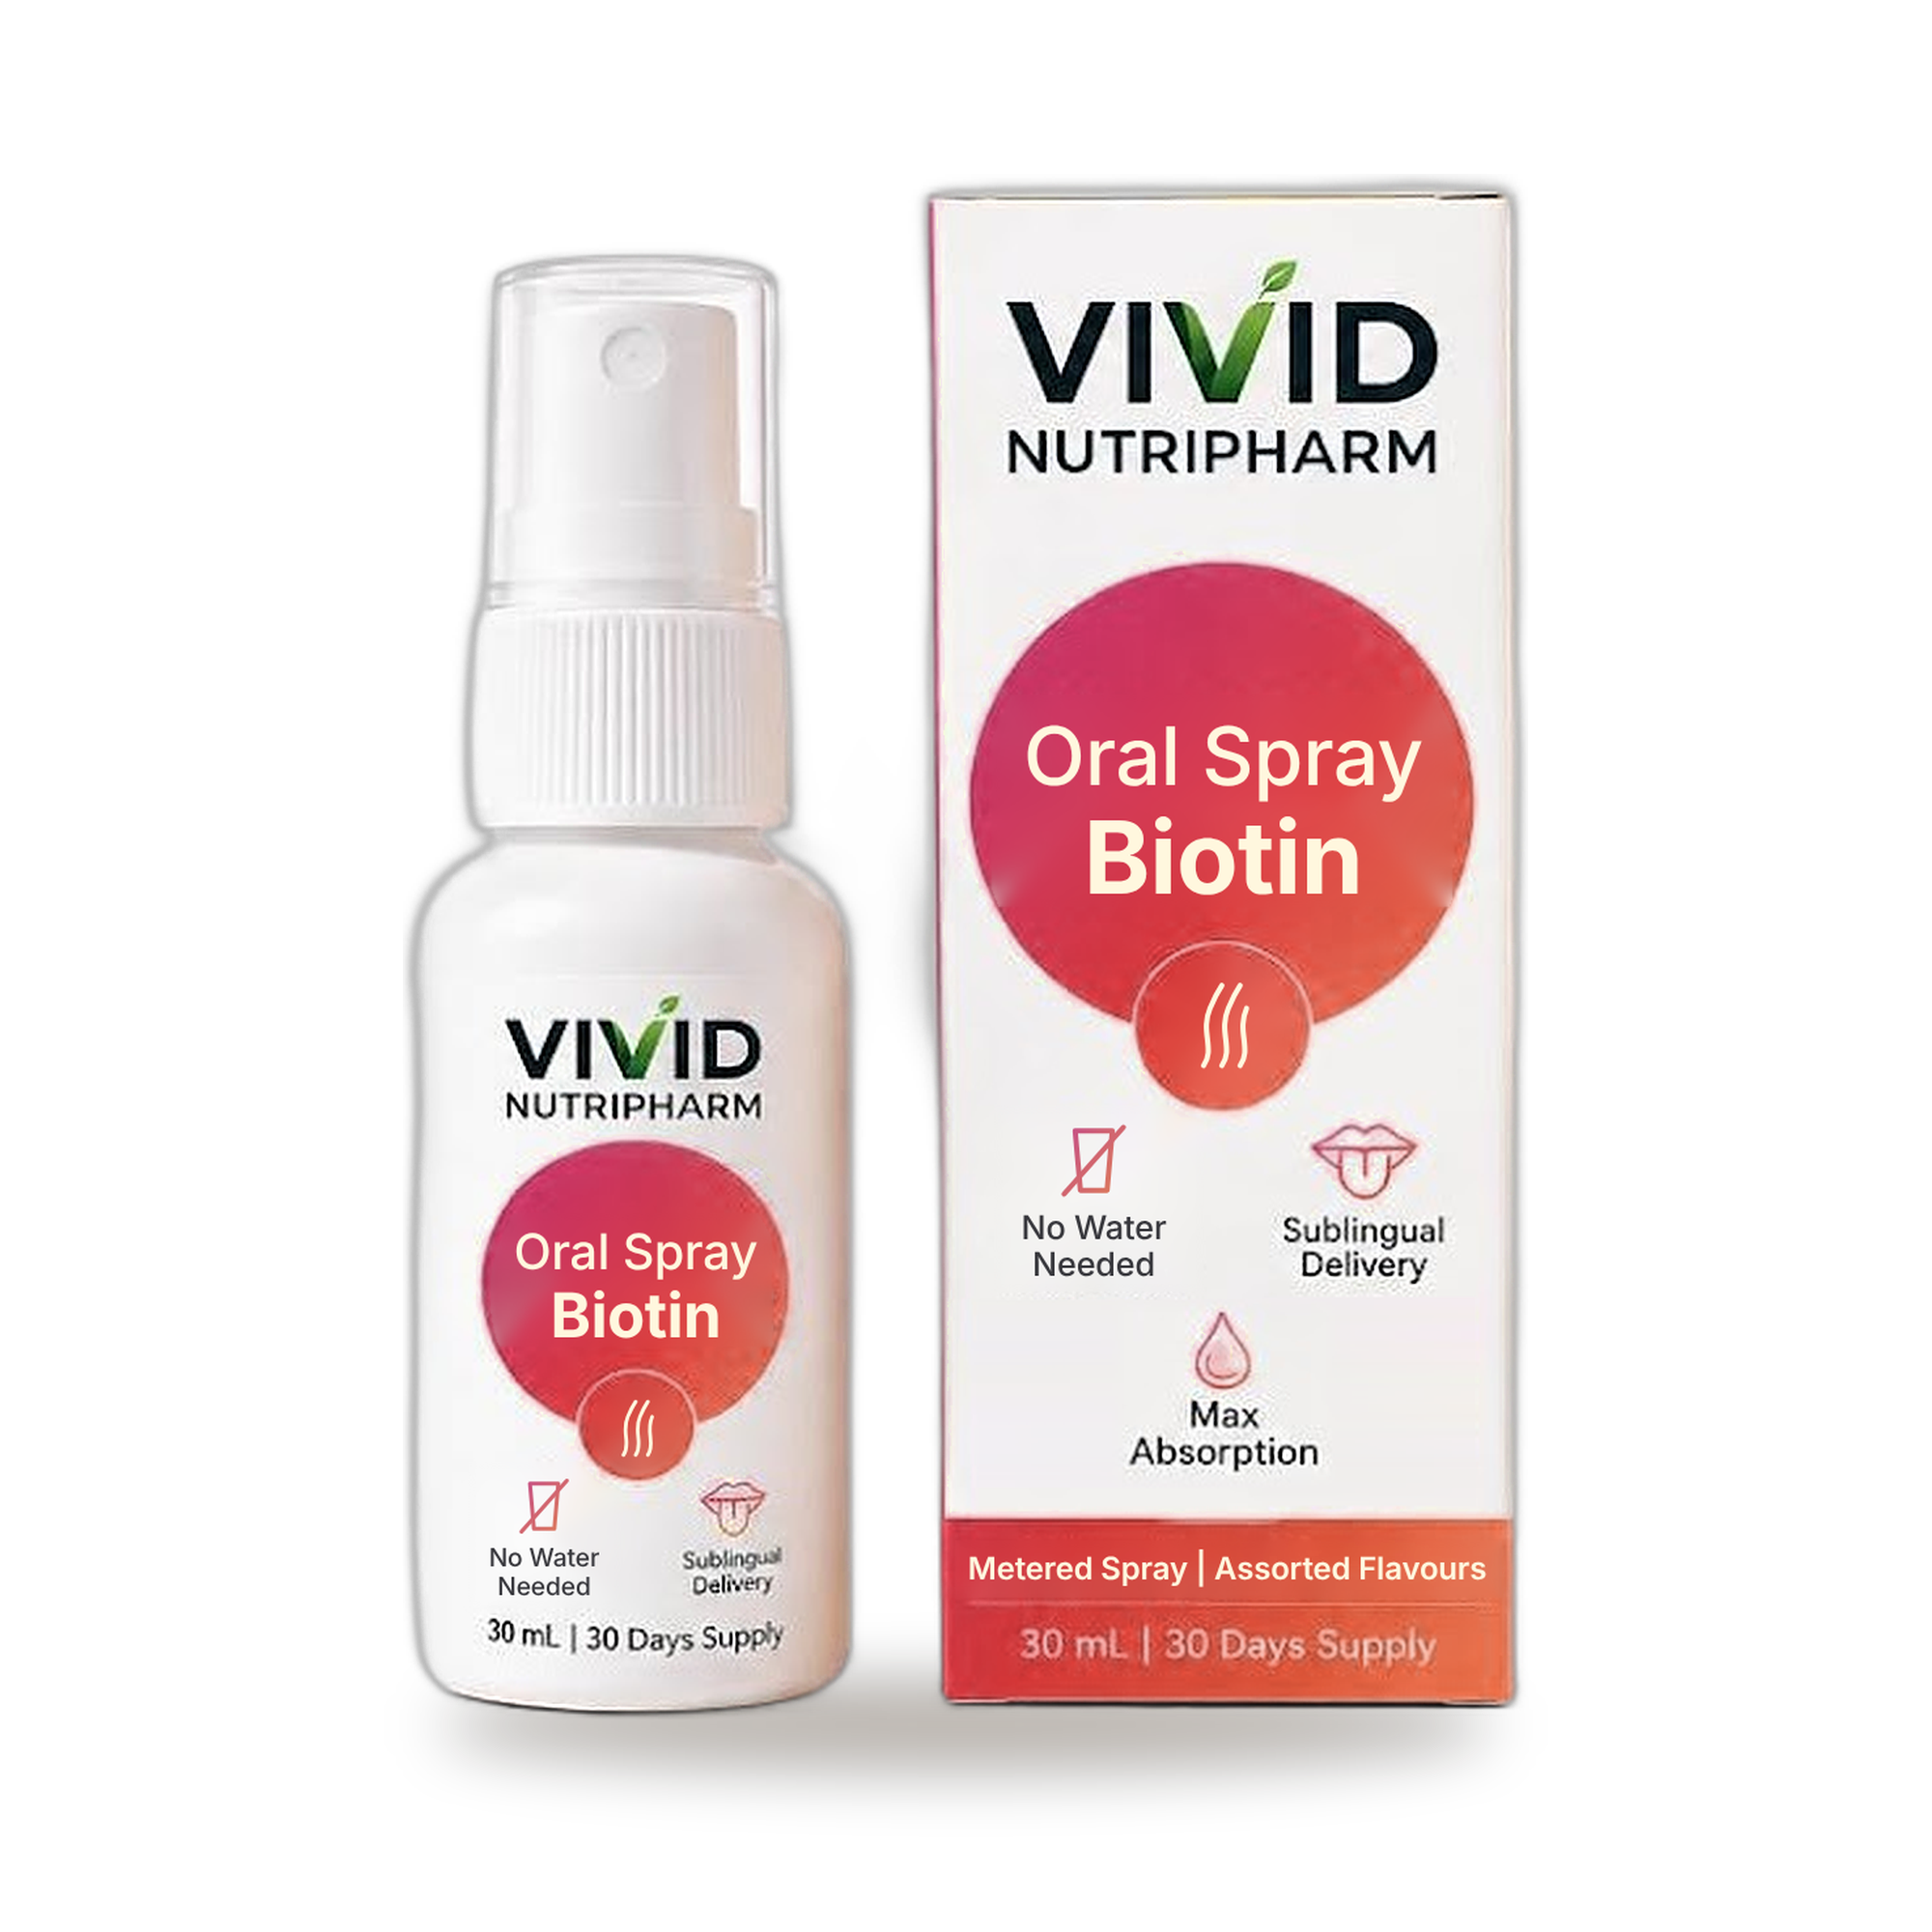 VIVID
NUTRIPHARM
Oral Spray
Biotin
No Water
Needed
Sublingual
Delivery
30 mL | 30 Days Supply
VIVID
NUTRIPHARM
Oral Spray
Biotin
No Water
Needed
Sublingual
Delivery
Max
Absorption
Metered Spray | Assorted Flavours
30 mL | 30 Days Supply